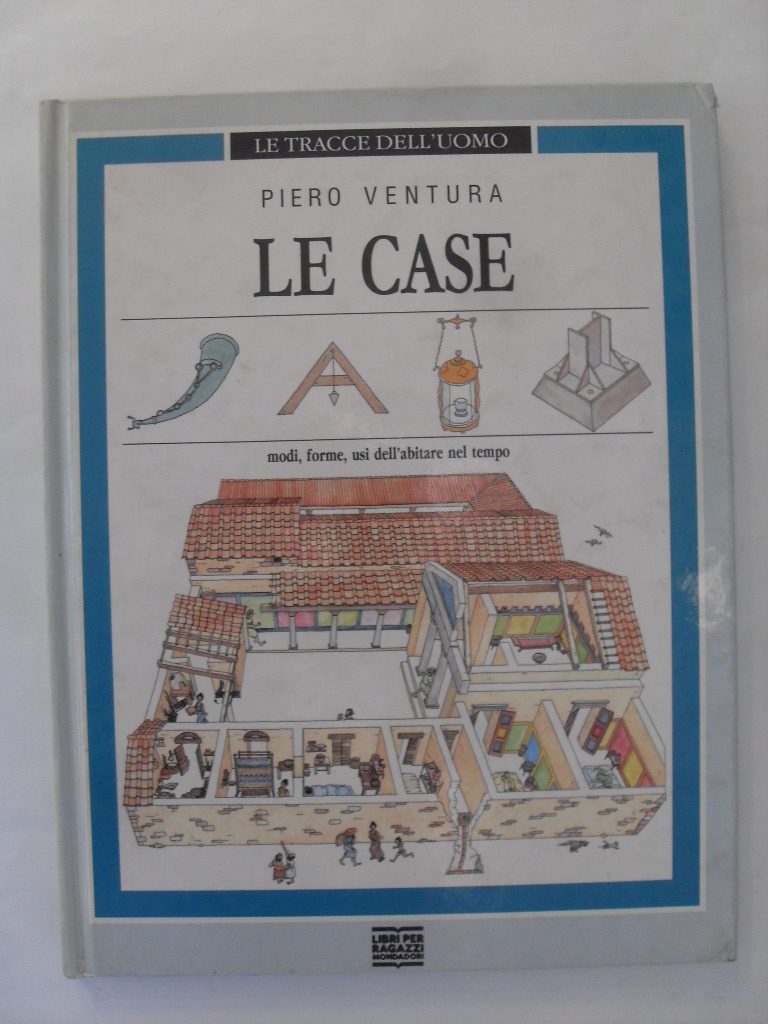 LE TRACCE DELL'UOMO
PIERO VENTURA
LE CASE
modi, forme, usi dell'abitare nel tempo
LIBRI PER
RAGAZZI
MONDADORI